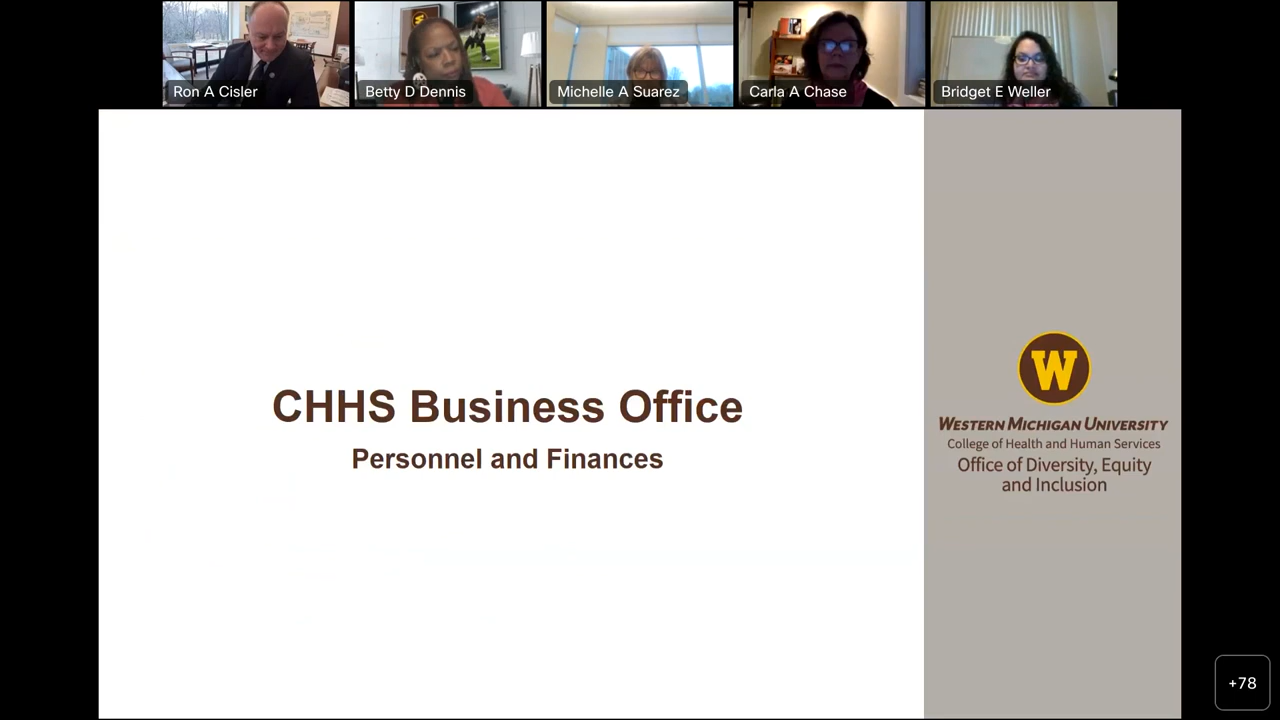 Ron A Cisler
Betty D Dennis
Michelle A Suarez
Carla A Chase
Bridget E Weller
CHHS Business Office
Personnel and Finances
W
WESTERN MICHIGAN UNIVERSITY
College of Health and Human Services
Office of Diversity, Equity
and Inclusion
+78